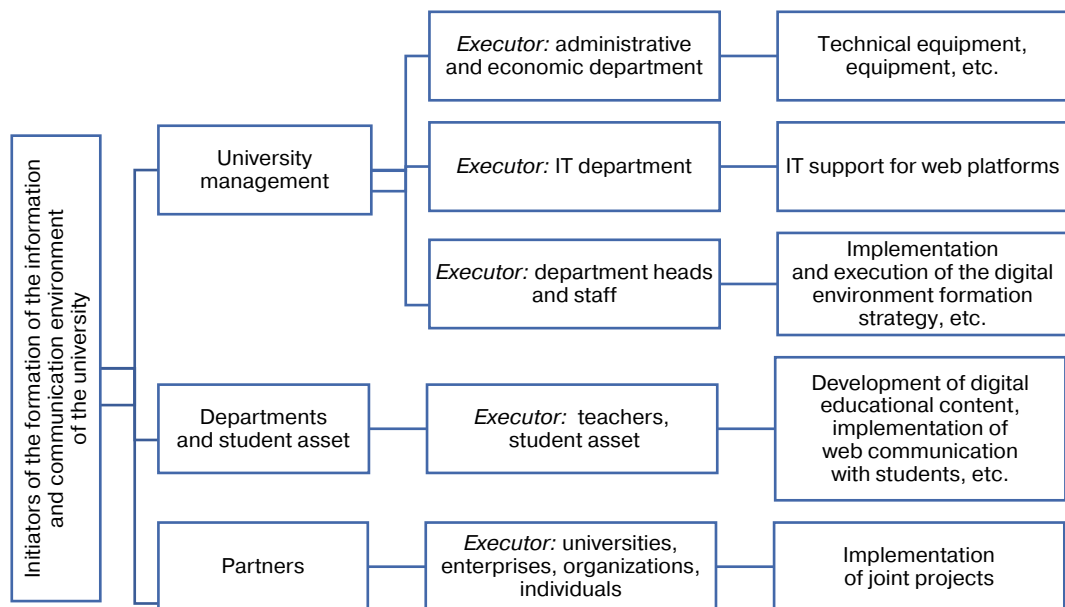 Initiators of the formation of the information
and communication environment
of the university
University
management
Executor: administrative
and economic department
Technical equipment,
equipment, etc.
Executor: IT department
IT support for web platforms
Executor: department heads
and staff
Implementation
and execution of the digital
environment formation
strategy, etc.
Departments
and student asset
Executor: teachers,
student asset
Development of digital
educational content,
implementation of
web communication
with students, etc.
Partners
Executor: universities,
enterprises, organizations,
individuals
Implementation
of joint projects